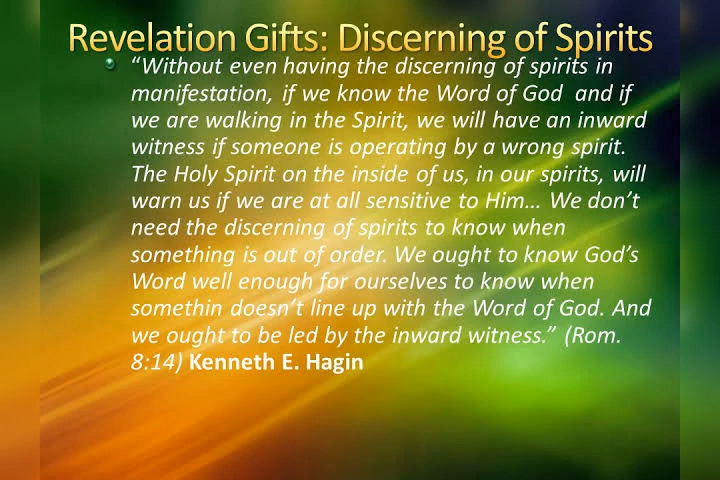 Revelation Gifts: Discerning of Spirits
“Without even having the discerning of spirits in
manifestation, if we know the Word of God and if
we are walking in the Spirit, we will have an inward
witness if someone is operating by a wrong spirit.
The Holy Spirit on the inside of us, in our spirits, will
warn us if we are at all sensitive to Him… We don’t
need the discerning of spirits to know when
something is out of order. We ought to know God’s
Word well enough for ourselves to know when
somethin doesn’t line up with the Word of God. And
we ought to be led by the inward witness.” (Rom.
8:14) Kenneth E. Hagin